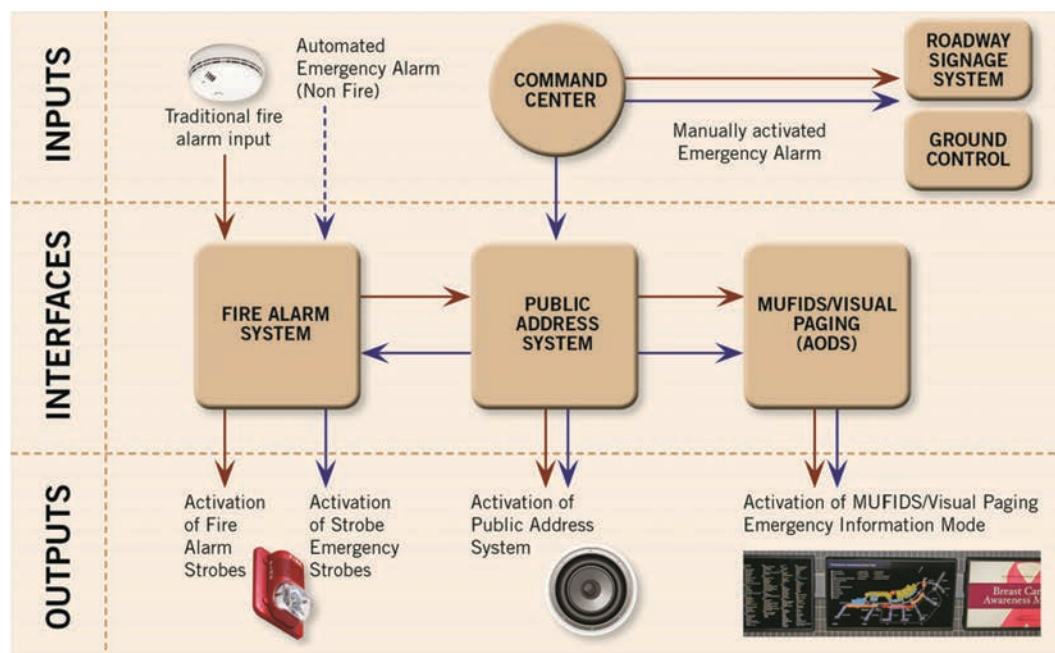 INPUTS
Traditional fire
alarm input
Automated
Emergency Alarm
(Non Fire)
COMMAND
CENTER
Manually activated
Emergency Alarm
ROADWAY
SIGNAGE
SYSTEM
GROUND
CONTROL
INTERFACES
FIRE ALARM
SYSTEM
PUBLIC
ADDRESS
SYSTEM
MUFIDS/VISUAL
PAGING
(AODS)
OUTPUTS
Activation
of Fire
Alarm
Strobes
Activation
of Strobe
Emergency
Strobes
Activation of
Public Address
System
Activation of MUFIDS/Visual Paging
Emergency Information Mode
Breast Can
Awareness M